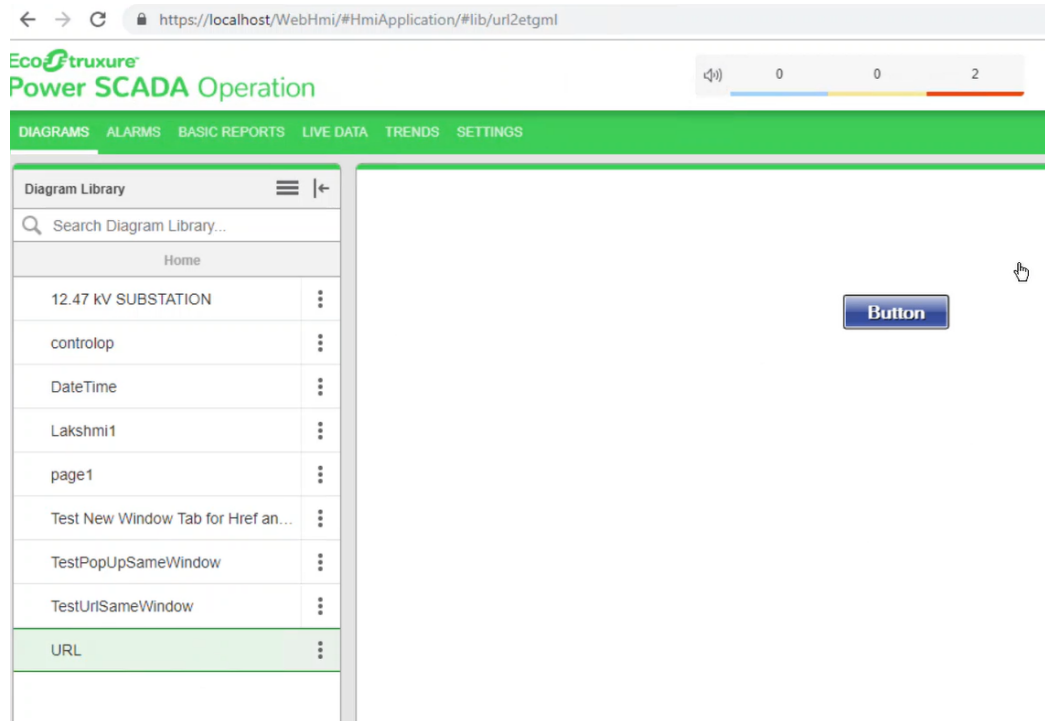 https://localhost/WebHmi/#HmiApplication/#lib/url2etgml
EcoStruxure™
Power SCADA Operation
0 0 2
DIAGRAMS ALARMS BASIC REPORTS LIVE DATA TRENDS SETTINGS
Diagram Library
Search Diagram Library...
Home
12.47 kV SUBSTATION
controlop
DateTime
Lakshmi1
page1
Test New Window Tab for Href an...
TestPopUpSameWindow
TestUrlSameWindow
URL
Button